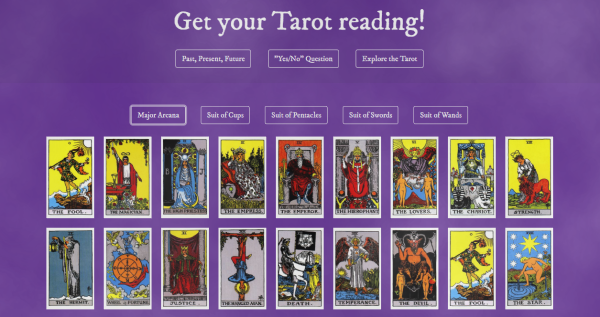 Get your Tarot reading!
Past, Present, Future
"Yes/No" Question
Explore the Tarot
Major Arcana
Suit of Cups
Suit of Pentacles
Suit of Swords
Suit of Wands
THE FOOL.
THE MAGICIAN.
THE HIGH PRIESTESS
THE EMPRESS.
THE EMPEROR.
THE HIEROPHANT
THE LOVERS.
THE CHARIOT.
STRENGTH.
THE HERMIT.
WHEEL of FORTUNE.
JUSTICE.
THE HANGED MAN.
DEATH.
TEMPERANCE.
THE DEVIL.
THE FOOL.
THE STAR.